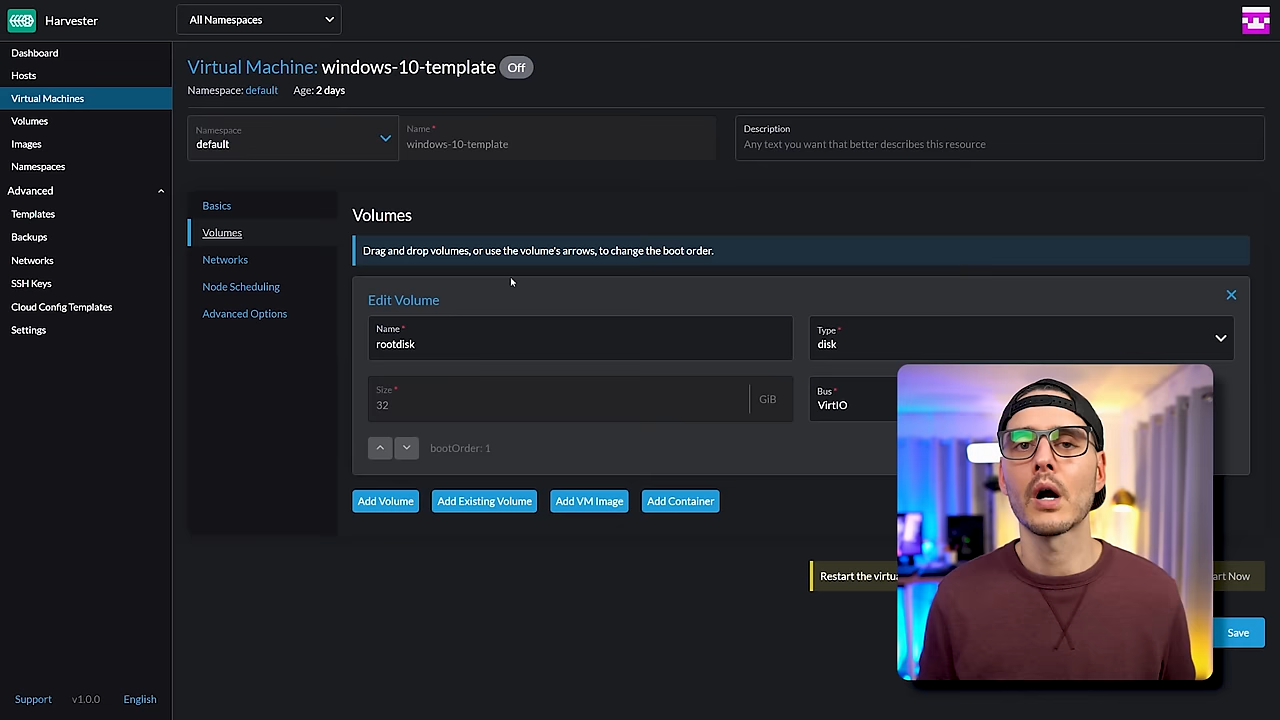 Harvester
All Namespaces
Dashboard
Hosts
Virtual Machines
Volumes
Images
Namespaces
Advanced
Templates
Backups
Networks
SSH Keys
Cloud Config Templates
Settings
Support v1.0.0 English
Virtual Machine: windows-10-template Off
Namespace: default Age: 2 days
Namespace
default
Name *
windows-10-template
Description
Any text you want that better describes this resource
Basics
Volumes
Networks
Node Scheduling
Advanced Options
Volumes
Drag and drop volumes, or use the volume's arrows, to change the boot order.
Edit Volume
Name *
rootdisk
Type *
disk
Size *
32 GiB
Bus *
VirtIO
bootOrder: 1
Add Volume Add Existing Volume Add VM Image Add Container
Restart the Now
Save